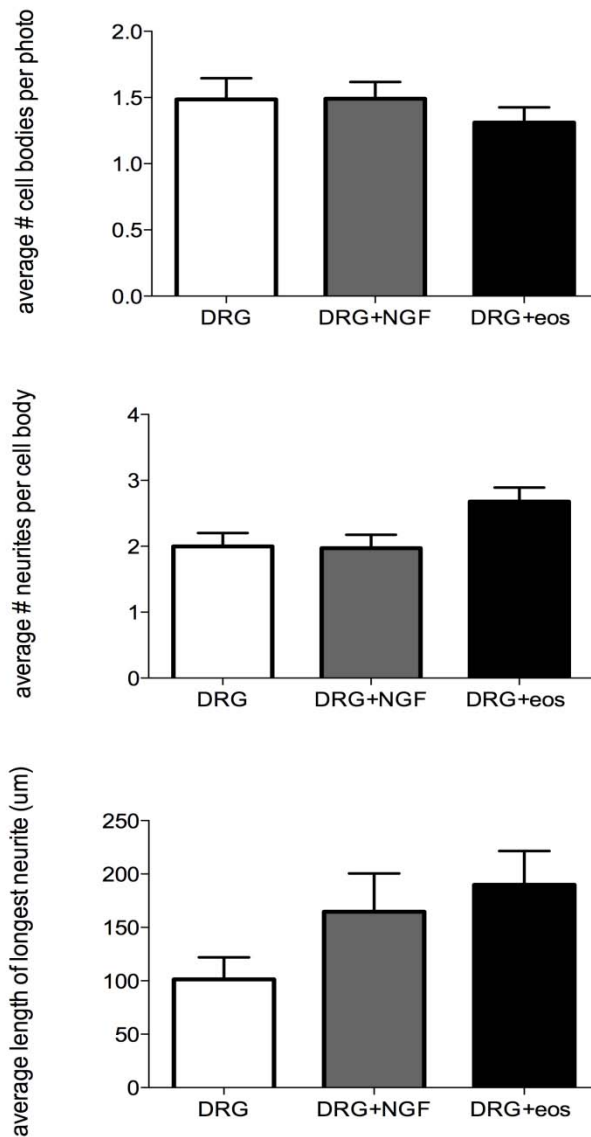 average # cell bodies per photo
2.0
1.5
1.0
0.5
0.0
DRG DRG+NGF DRG+eos
average # neurites per cell body
4
3
2
1
0
DRG DRG+NGF DRG+eos
average length of longest neurite (um)
250
200
150
100
50
0
DRG DRG+NGF DRG+eos